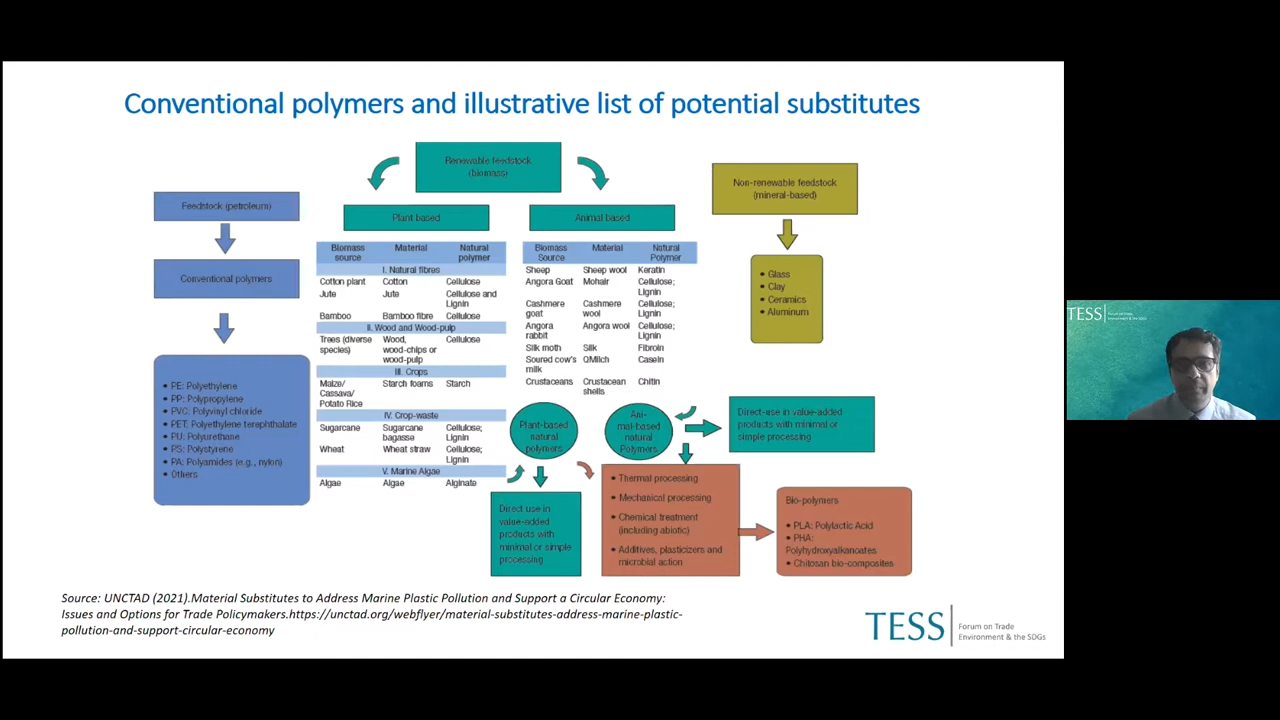 Conventional polymers and illustrative list of potential substitutes
Feedstock (petroleum)
Conventional polymers
• PE: Polyethylene
• PP: Polypropylene
• PVC: Polyvinyl chloride
• PET: Polyethylene terephthalate
• PU: Polyurethane
• PS: Polystyrene
• PA: Polyamides (e.g., nylon)
• Others
Renewable feedstock
(biomass)
Plant based
Biomass source Material Natural polymer
I. Natural fibres
Cotton plant Cotton Cellulose
Jute Jute Cellulose and Lignin
Bamboo Bamboo fibre Cellulose
II. Wood and Wood-pulp
Trees (diverse species) Wood, wood-chips or wood-pulp Cellulose
III. Crops
Maize/ Cassava/ Potato Rice Starch foams Starch
IV. Crop-waste
Sugarcane Sugarcane bagasse Cellulose; Lignin
Wheat Wheat straw Cellulose; Lignin
V. Marine Algae
Algae Algae Alginate
Animal based
Biomass Source Material Natural Polymer
Sheep Sheep wool Keratin
Angora Goat Mohair Cellulose; Lignin
Cashmere goat Cashmere wool Cellulose; Lignin
Angora rabbit Angora wool Cellulose; Lignin
Silk moth Silk Fibroin
Soured cow's milk QMilch Casein
Crustaceans Crustacean shells Chitin
Plant-based
natural
polymers
Direct use in
value-added
products with
minimal or simple
processing
Ani-
mal-based
natural
Polymers
Direct-use in value-added
products with minimal or
simple processing
• Thermal processing
• Mechanical processing
• Chemical treatment
(including abiotic)
• Additives, plasticizers and
microbial action
Bio-polymers
• PLA: Polylactic Acid
• PHA:
Polyhydroxyalkanoates
• Chitosan bio-composites
Non-renewable feedstock
(mineral-based)
• Glass
• Clay
• Ceramics
• Aluminum
Source: UNCTAD (2021).Material Substitutes to Address Marine Plastic Pollution and Support a Circular Economy:
Issues and Options for Trade Policymakers.https://unctad.org/webflyer/material-substitutes-address-marine-plastic-
pollution-and-support-circular-economy
TESS
Forum on Trade
Environment & the SDGs
TESS
Forum on Trade
Environment & the SDGs